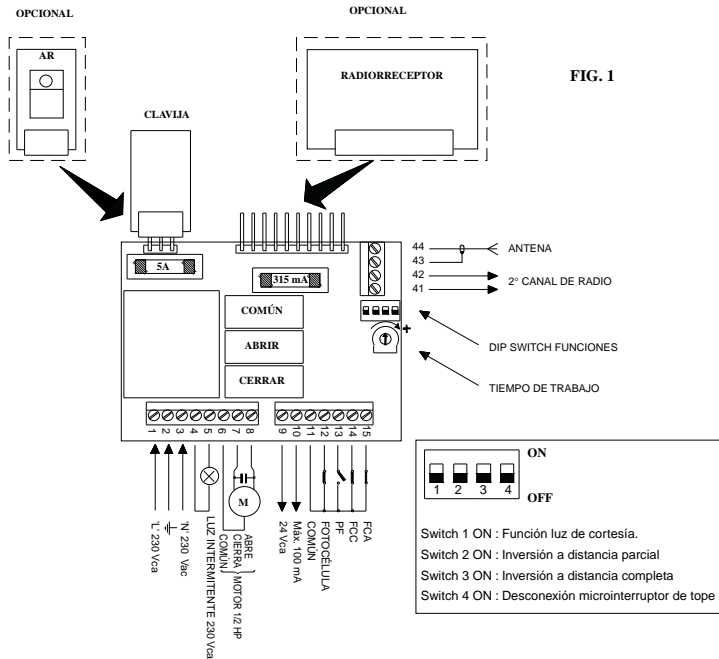 OPCIONAL
OPCIONAL
AR
RADIORRECEPTOR
FIG. 1
CLAVIJA
5A
315 mA
44
ANTENA
43
42
2° CANAL DE RADIO
41
COMÚN
ABRIR
CERRAR
+
DIP SWITCH FUNCIONES
TIEMPO DE TRABAJO
1 2 3 4 5 6 7 8
9 10 11 12 13 14 15
'L' 230 Vca
'N' 230 Vac
LUZ INTERMITENTE 230 Vca
M
COMÚN
CIERRA
ABRE
MOTOR 1/2 HP
24 Vca
Máx. 100 mA
COMÚN
FOTOCÉLULA
PF
FCC
FCA
ON
1 2 3 4
OFF
Switch 1 ON : Función luz de cortesía.
Switch 2 ON : Inversión a distancia parcial
Switch 3 ON : Inversión a distancia completa
Switch 4 ON : Desconexión microinterruptor de tope